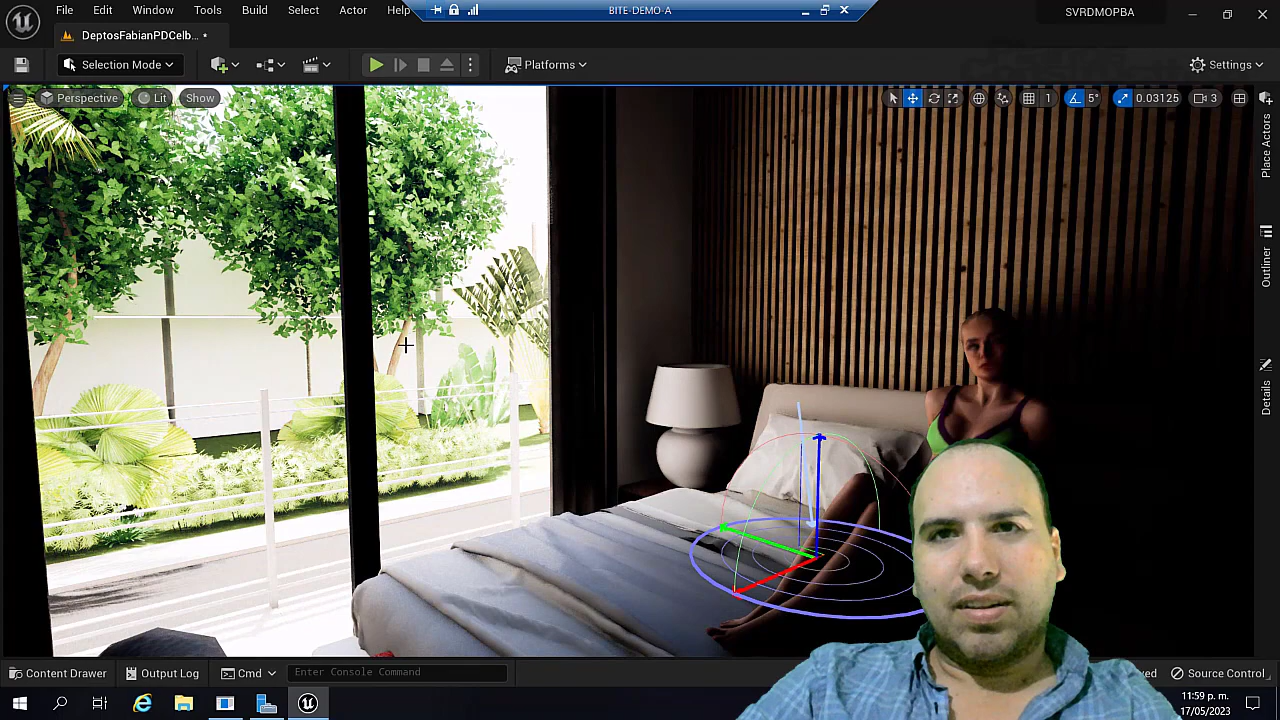 File Edit Window Tools Build Select Actor Help
BITE-DEMO-A
SVRDMOPBA
DeptosFabianPDCelb... •
Selection Mode
Platforms
Settings
Perspective
Lit
Show
1
5°
0.03125
3
Place Actors
Outliner
Details
Content Drawer
Output Log
Cmd
Enter Console Command
Source Control
11:59 p. m.
17/05/2023